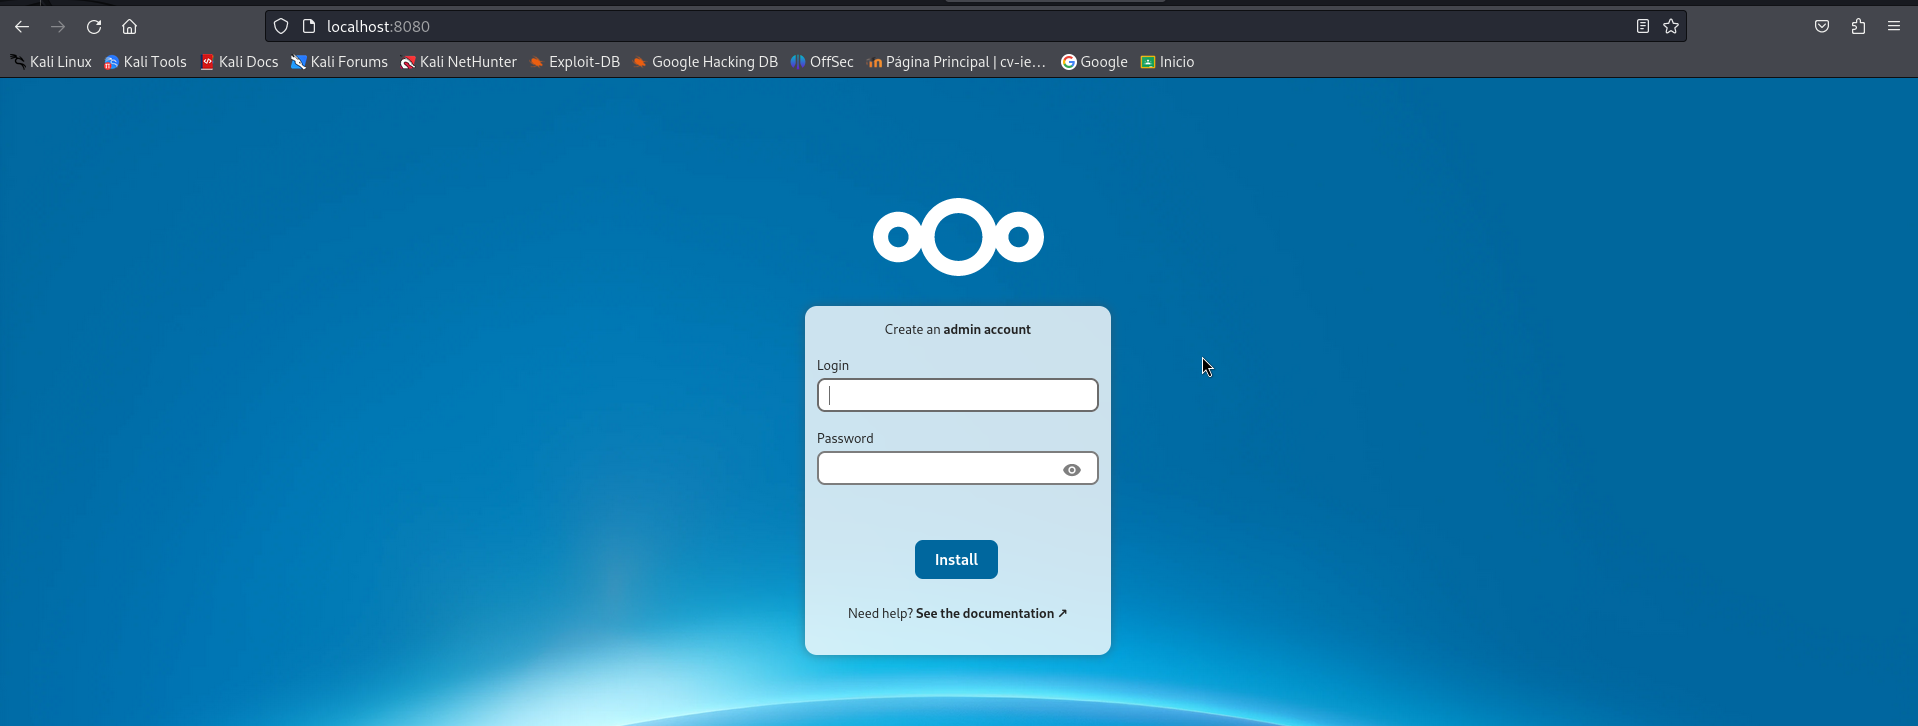 localhost:8080
Kali Linux Kali Tools Kali Docs Kali Forums Kali NetHunter Exploit-DB Google Hacking DB OffSec Página Principal | cv-ie… Google Inicio
Create an admin account
Login
Password
Install
Need help? See the documentation ↗